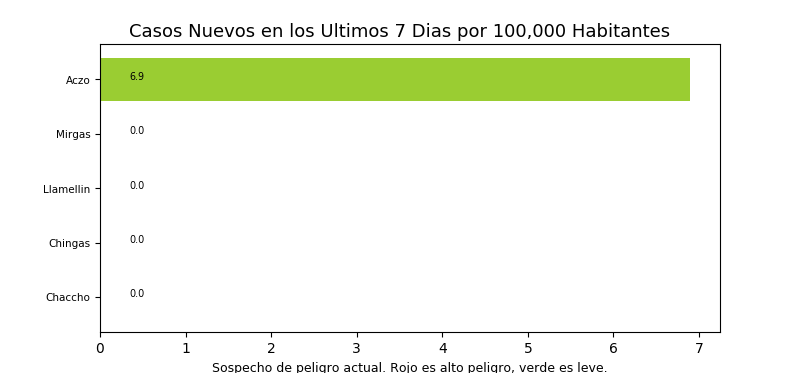 Casos Nuevos en los Ultimos 7 Dias por 100,000 Habitantes
Aczo 6.9
Mirgas 0.0
Llamellin 0.0
Chingas 0.0
Chaccho 0.0
0 1 2 3 4 5 6 7
Sospecho de peligro actual. Rojo es alto peligro, verde es leve.